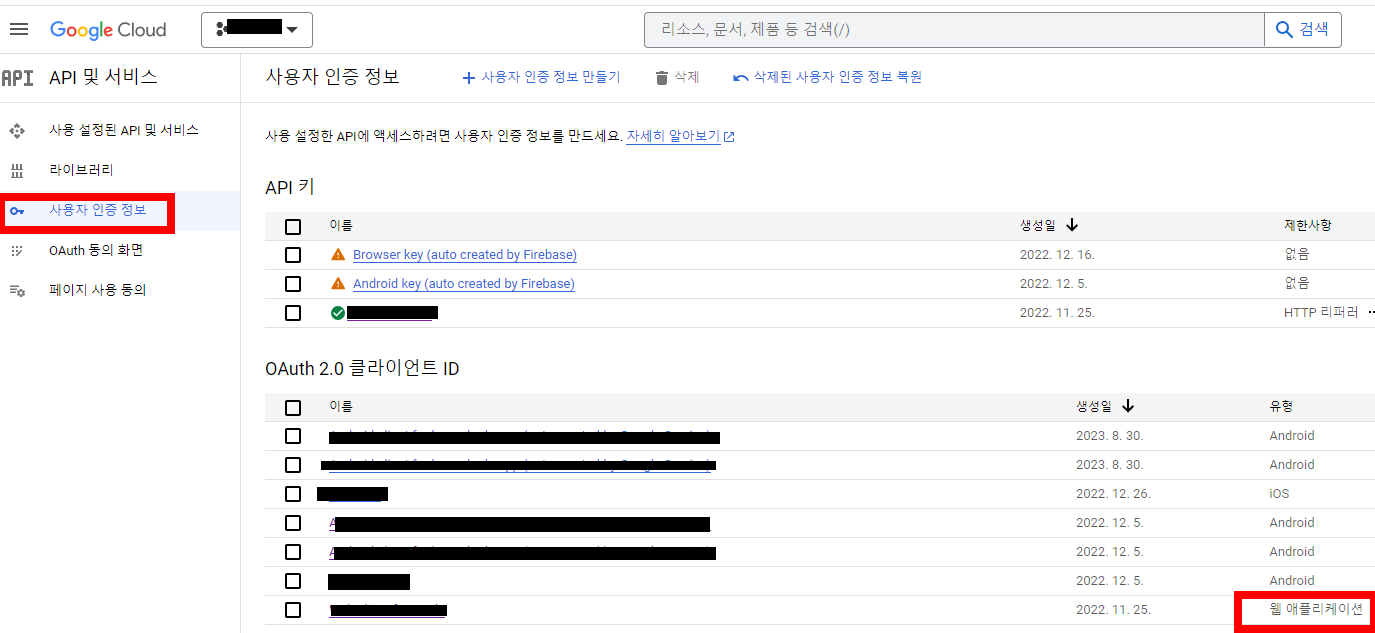 Google Cloud
리소스, 문서, 제품 등 검색(/)
검색
API API 및 서비스
사용자 인증 정보
사용자 인증 정보 만들기
삭제
삭제된 사용자 인증 정보 복원
사용 설정된 API 및 서비스
라이브러리
사용자 인증 정보
OAuth 동의 화면
페이지 사용 동의
사용 설정한 API에 액세스하려면 사용자 인증 정보를 만드세요. 자세히 알아보기
API 키
이름 생성일 제한사항
Browser key (auto created by Firebase) 2022. 12. 16. 없음
Android key (auto created by Firebase) 2022. 12. 5. 없음
2022. 11. 25. HTTP 리퍼러
OAuth 2.0 클라이언트 ID
이름 생성일 유형
2023. 8. 30. Android
2023. 8. 30. Android
2022. 12. 26. iOS
2022. 12. 5. Android
2022. 12. 5. Android
2022. 12. 5. Android
2022. 11. 25. 웹 애플리케이션